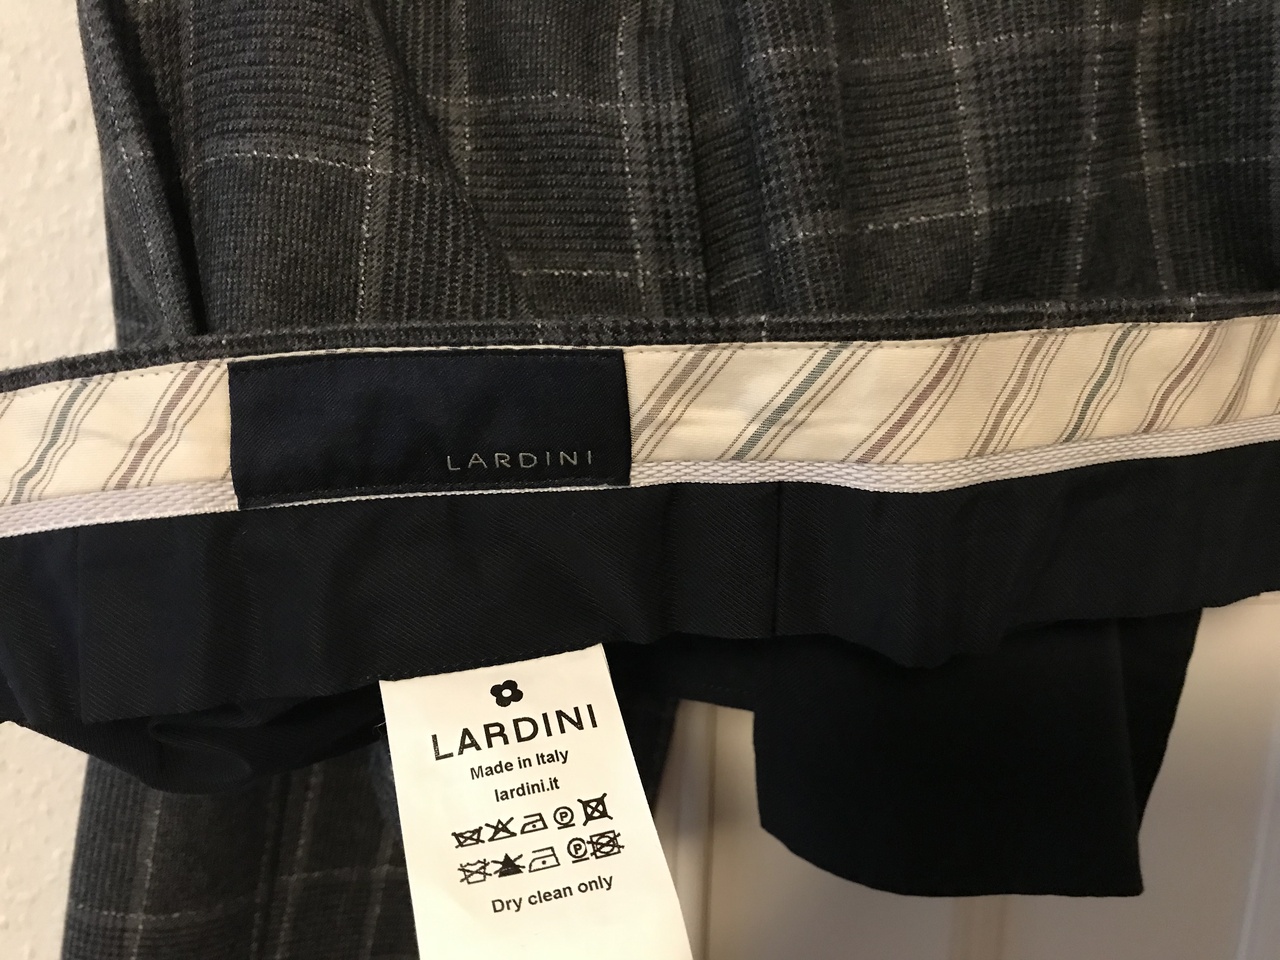 LARDINI
LARDINI
Made in Italy
lardini.it
Dry clean only